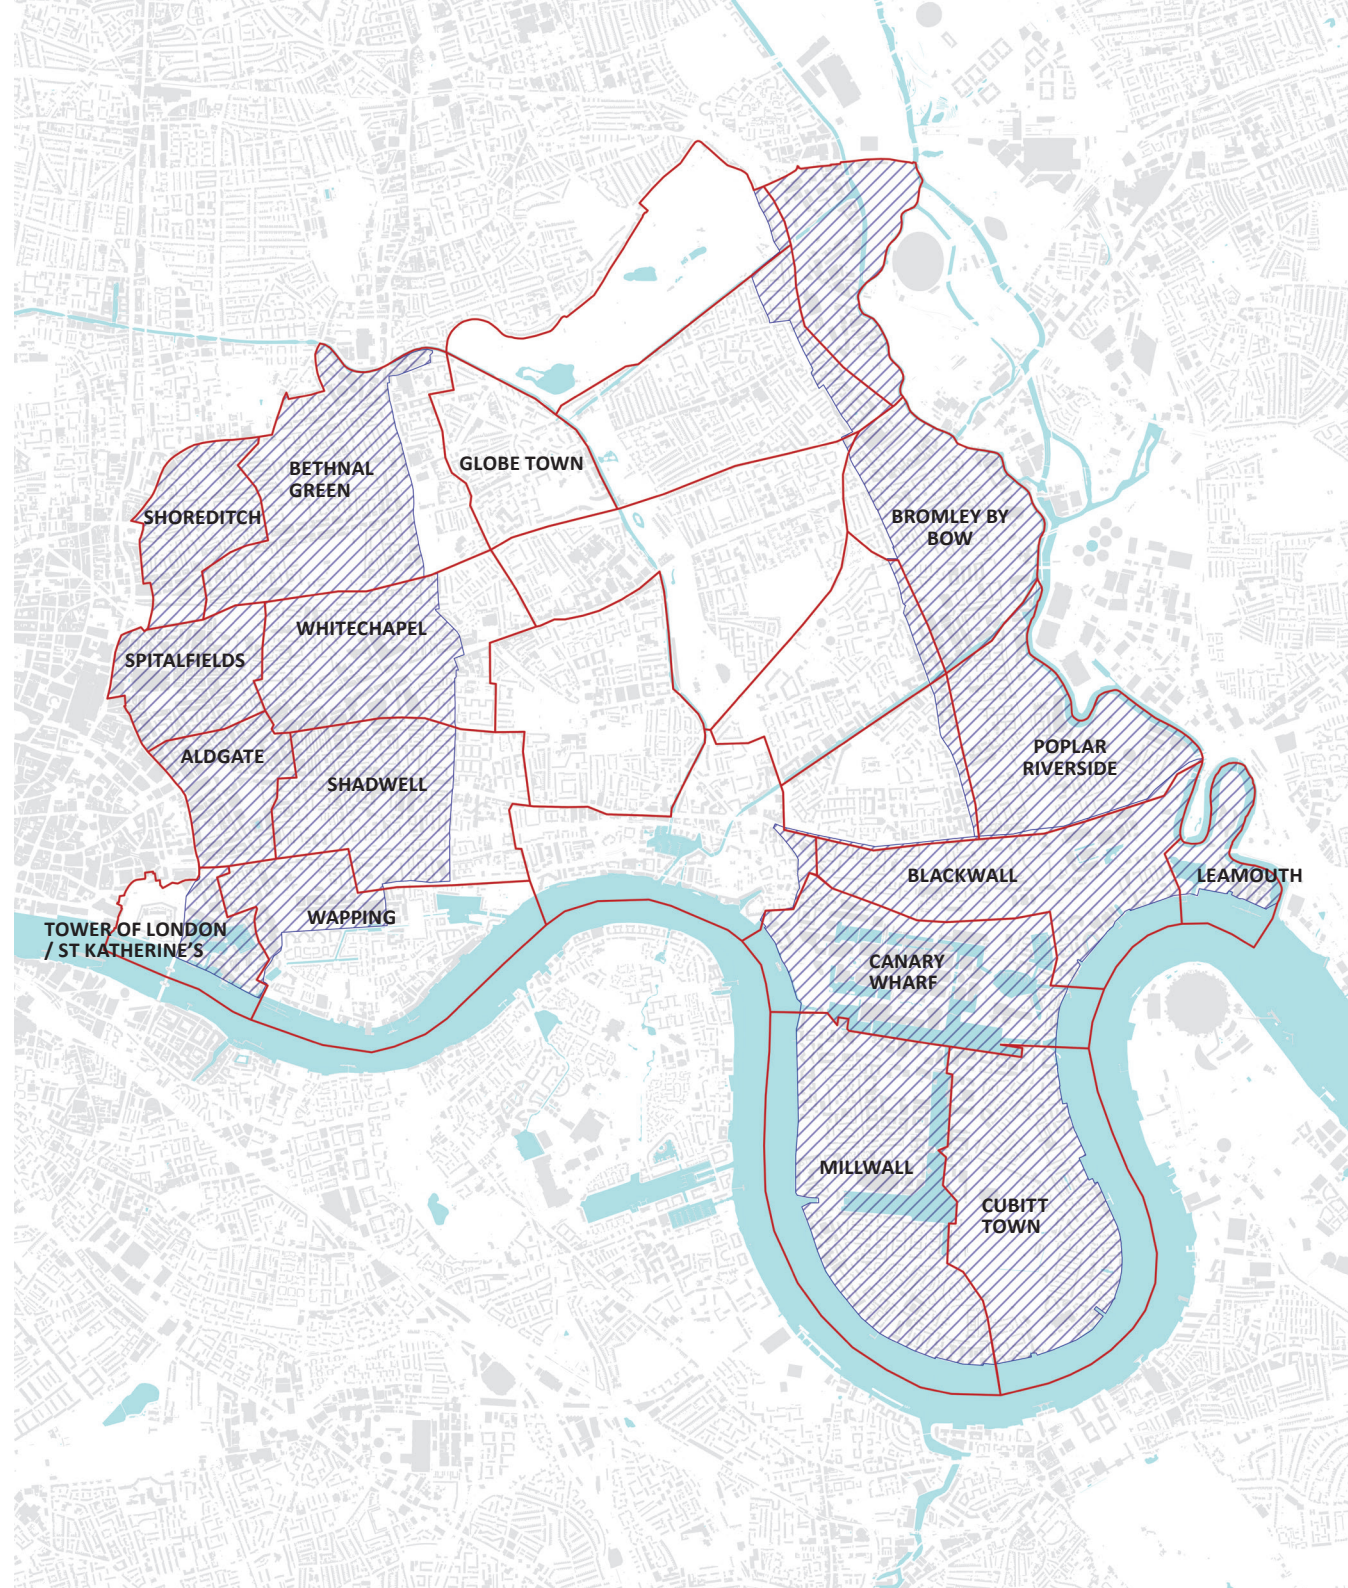 GLOBE TOWN
BETHNAL
GREEN
SHOREDITCH
BROMLEY BY
BOW
WHITECHAPEL
SPITALFIELDS
ALDGATE
SHADWELL
POPLAR
RIVERSIDE
BLACKWALL
LEAMOUTH
WAPPING
TOWER OF LONDON
/ ST KATHERINE'S
CANARY
WHARF
MILLWALL
CUBITT
TOWN